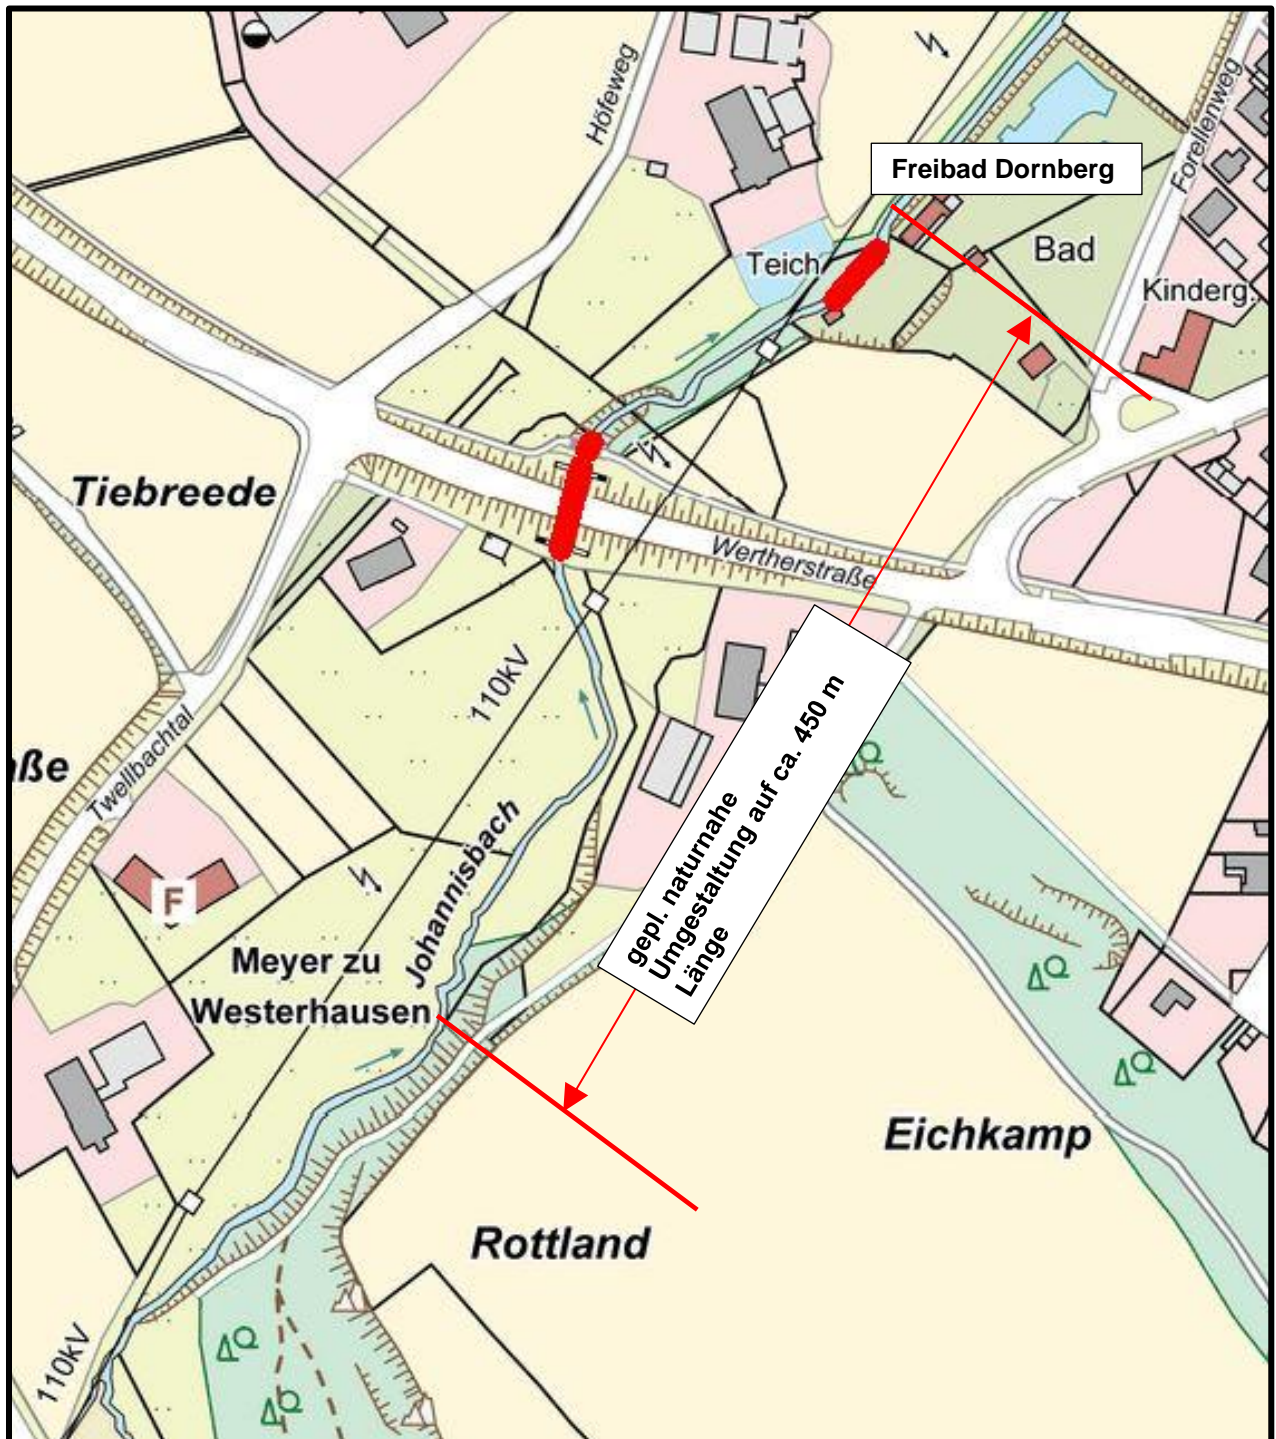 Höfeweg
Forellenweg
Freibad Dornberg
Bad
Teich
Kinderg.
Tiebreede
Wertherstraße
110kV
gepl. naturnahe
Umgestaltung auf ca. 450 m
Länge
Twellbachtal
ße
Johannisbach
F
Meyer zu
Westerhausen
Eichkamp
Rottland
110kV